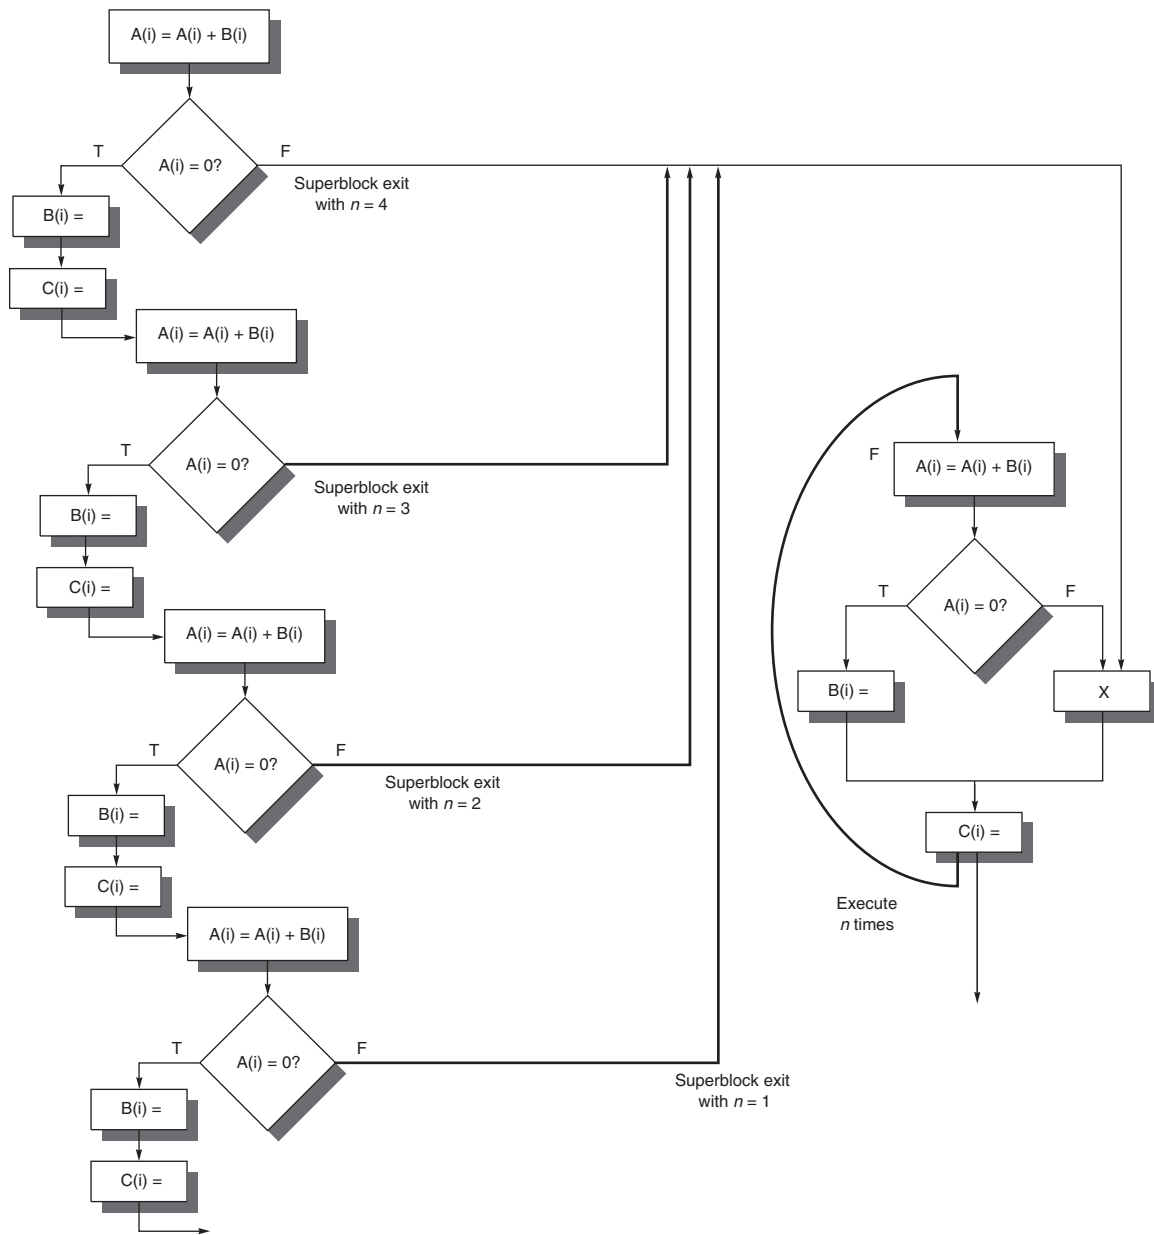 A(i) = A(i) + B(i)
T
A(i) = 0?
F
Superblock exit
with n = 4
B(i) =
C(i) =
A(i) = A(i) + B(i)
T
A(i) = 0?
Superblock exit
with n = 3
B(i) =
C(i) =
A(i) = A(i) + B(i)
T
A(i) = 0?
F
Superblock exit
with n = 2
B(i) =
C(i) =
A(i) = A(i) + B(i)
T
A(i) = 0?
F
Superblock exit
with n = 1
B(i) =
C(i) =
F
A(i) = A(i) + B(i)
T
A(i) = 0?
F
B(i) =
X
C(i) =
Execute
n times